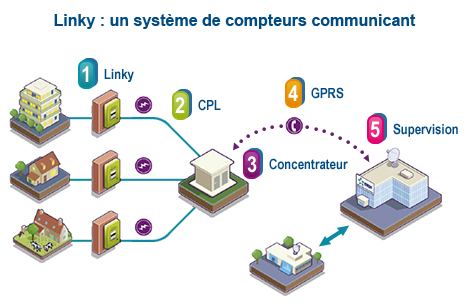 Linky : un système de compteurs communicant
1 Linky
2 CPL
4 GPRS
5 Supervision
3 Concentrateur